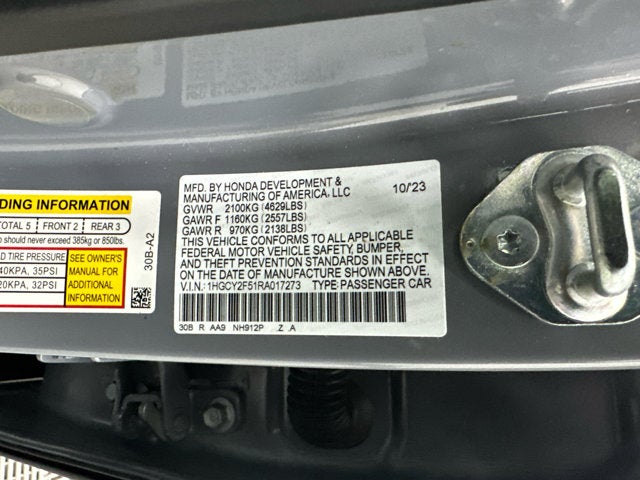 DING INFORMATION
OTAL 5 FRONT 2 REAR 3
should never exceed 385kg or 850lbs.
D TIRE PRESSURE
40KPA, 35PSI
20KPA, 32PSI
SEE OWNER'S
MANUAL FOR
ADDITIONAL
INFORMATION
30B-A2
MFD. BY HONDA DEVELOPMENT & 10/23
MANUFACTURING OF AMERICA, LLC
GVWR 2100KG (4629LBS)
GAWR F 1160KG (2557LBS)
GAWR R 970KG (2138LBS)
THIS VEHICLE CONFORMS TO ALL APPLICABLE
FEDERAL MOTOR VEHICLE SAFETY, BUMPER,
AND THEFT PREVENTION STANDARDS IN EFFECT
ON THE DATE OF MANUFACTURE SHOWN ABOVE.
V.I.N.: 1HGCY2F51RA017273 TYPE: PASSENGER CAR
30B R AA9 NH912P Z A